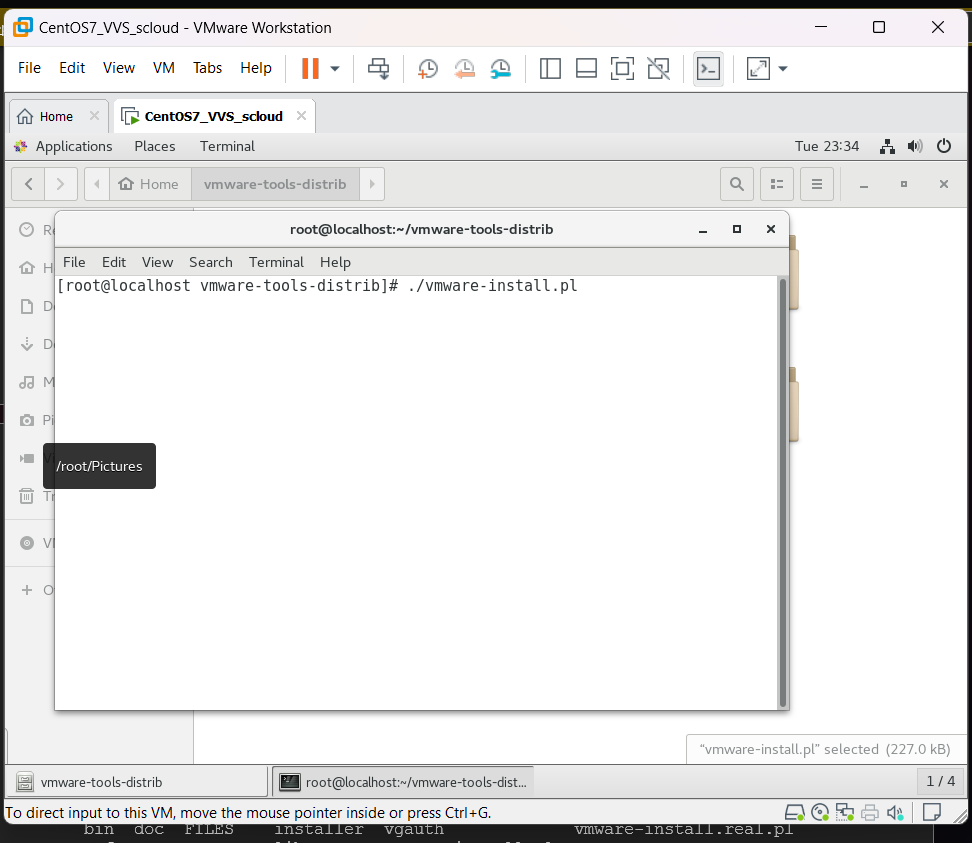 CentOS7_VVS_scloud - VMware Workstation
File Edit View VM Tabs Help
Home CentOS7_VVS_scloud
Applications Places Terminal Tue 23:34
Home vmware-tools-distrib
root@localhost:~/vmware-tools-distrib
File Edit View Search Terminal Help
[root@localhost vmware-tools-distrib]# ./vmware-install.pl
Re
H
Do
Do
M
Pi
/root/Pictures
Tr
VM
O
"vmware-install.pl" selected (227.0 kB)
vmware-tools-distrib
root@localhost:~/vmware-tools-dist...
1 / 4
To direct input to this VM, move the mouse pointer inside or press Ctrl+G.
bin doc FILES installer vgauth vmware-install.real.pl